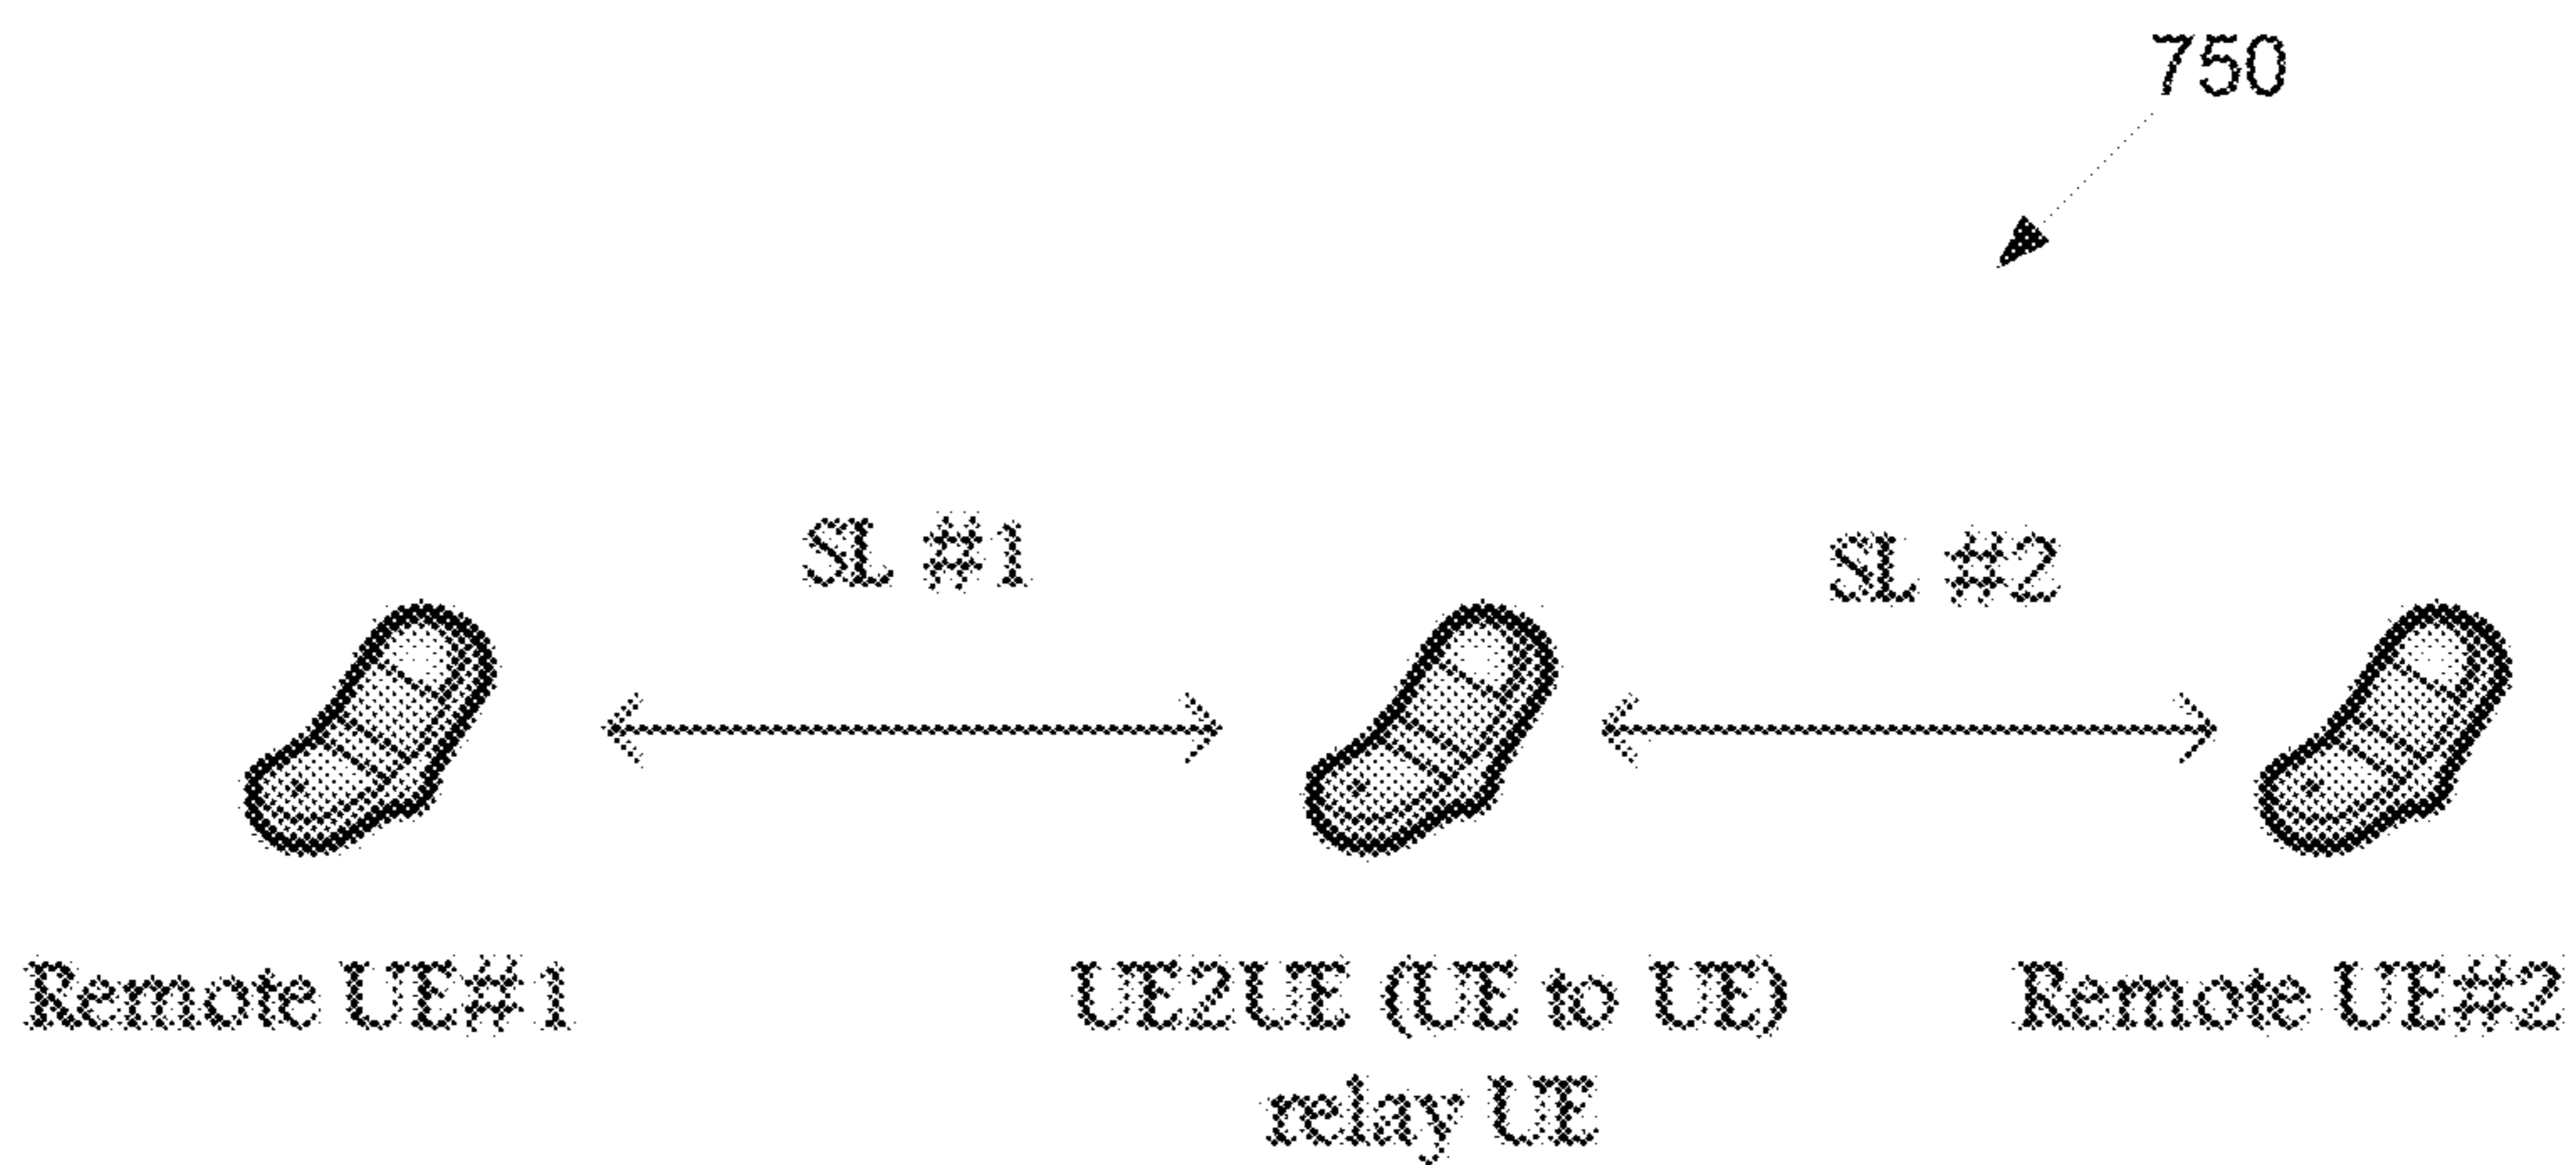 750
SL #1
SL #2
Remote UE#1
UE2UE (UE to UE)
relay UE
Remote UE#2